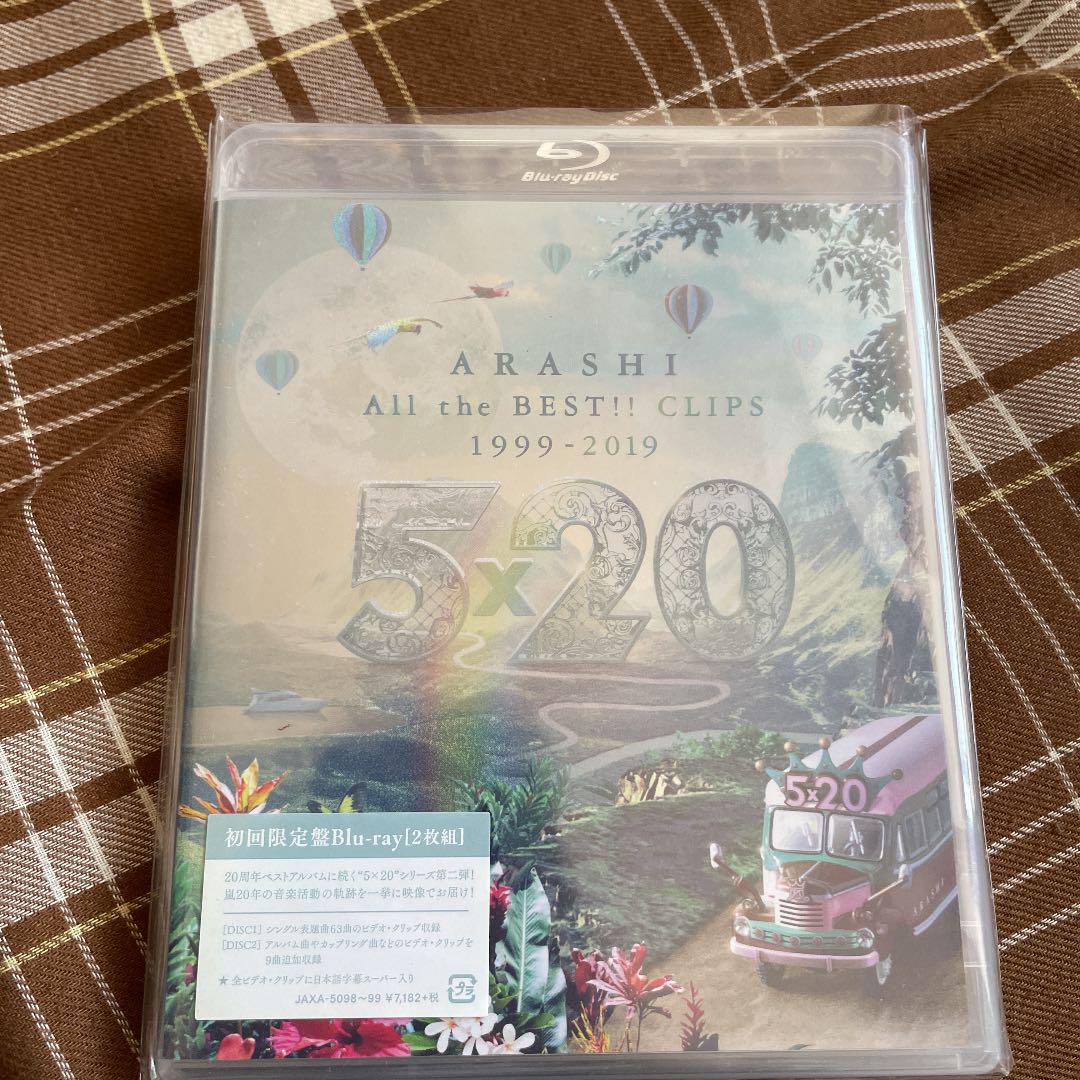 Blu-ray Disc
ARASHI
All the BEST!! CLIPS
1999-2019
5x20
5x20
ARASHI
初回限定盤Blu-ray[2枚組]
20周年ベストアルバムに続く“5×20”シリーズ第二弾!
嵐20年の音楽活動の軌跡を一挙に映像でお届け!
[DISC1] シングル表題曲63曲のビデオ・クリップ収録
[DISC2] アルバム曲やカップリング曲などのビデオ・クリップを
9曲追加収録
★ 全ビデオ・クリップに日本語字幕スーパー入り
JAXA-5098〜99 ¥7,182+税
プラ